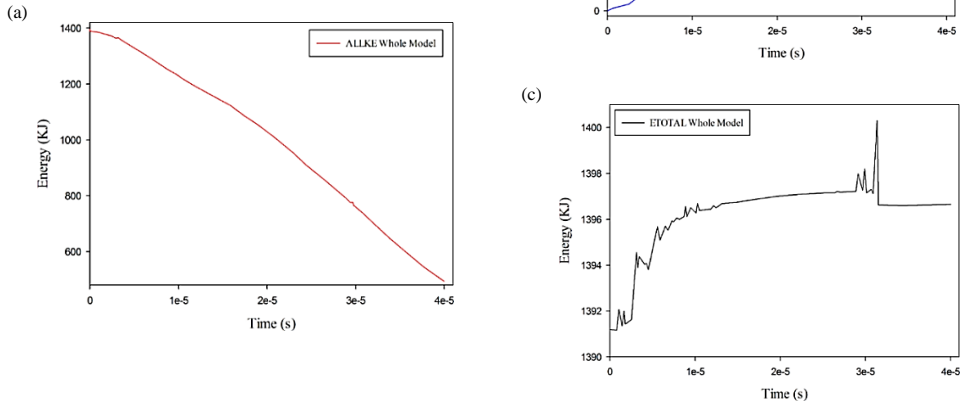 (a)
1400
1200
1000
800
600
Energy (KJ)
ALLKE Whole Model
0 1e-5 2e-5 3e-5 4e-5
Time (s)
0
0 1e-5 2e-5 3e-5 4e-5
Time (s)
(c)
1400
1398
1396
1394
1392
1390
Energy (KJ)
ETOTAL Whole Model
0 1e-5 2e-5 3e-5 4e-5
Time (s)